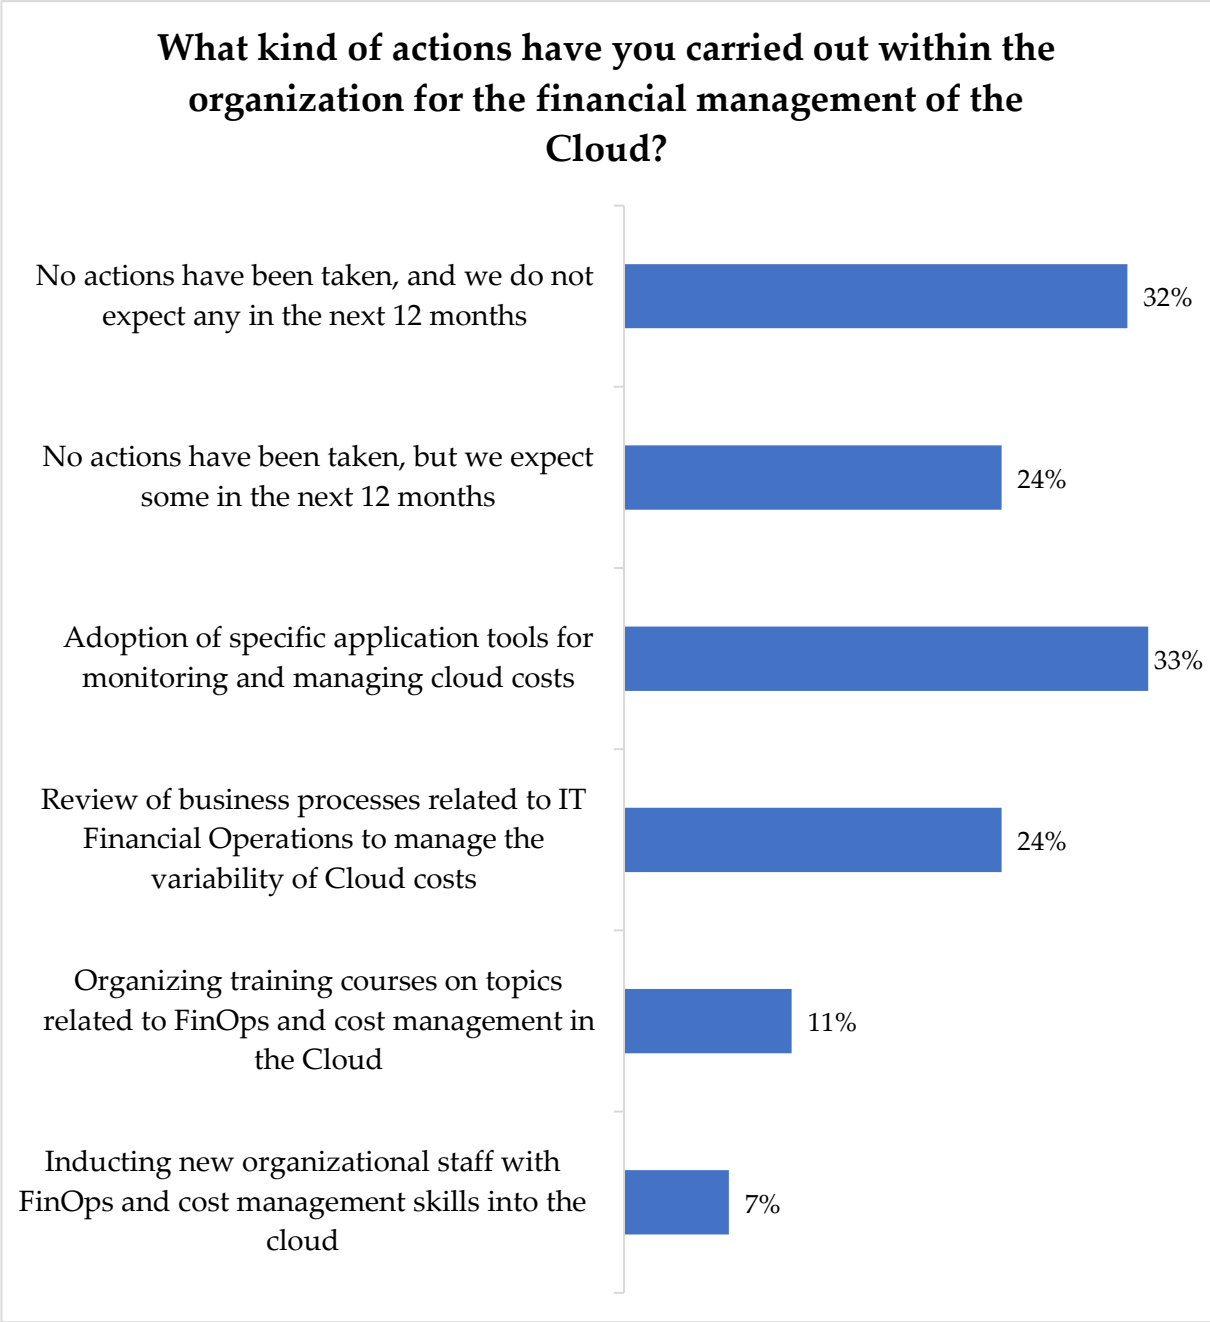 What kind of actions have you carried out within the
organization for the financial management of the
Cloud?
No actions have been taken, and we do not
expect any in the next 12 months
32%
No actions have been taken, but we expect
some in the next 12 months
24%
Adoption of specific application tools for
monitoring and managing cloud costs
33%
Review of business processes related to IT
Financial Operations to manage the
variability of Cloud costs
24%
Organizing training courses on topics
related to FinOps and cost management in
the Cloud
11%
Inducting new organizational staff with
FinOps and cost management skills into the
cloud
7%